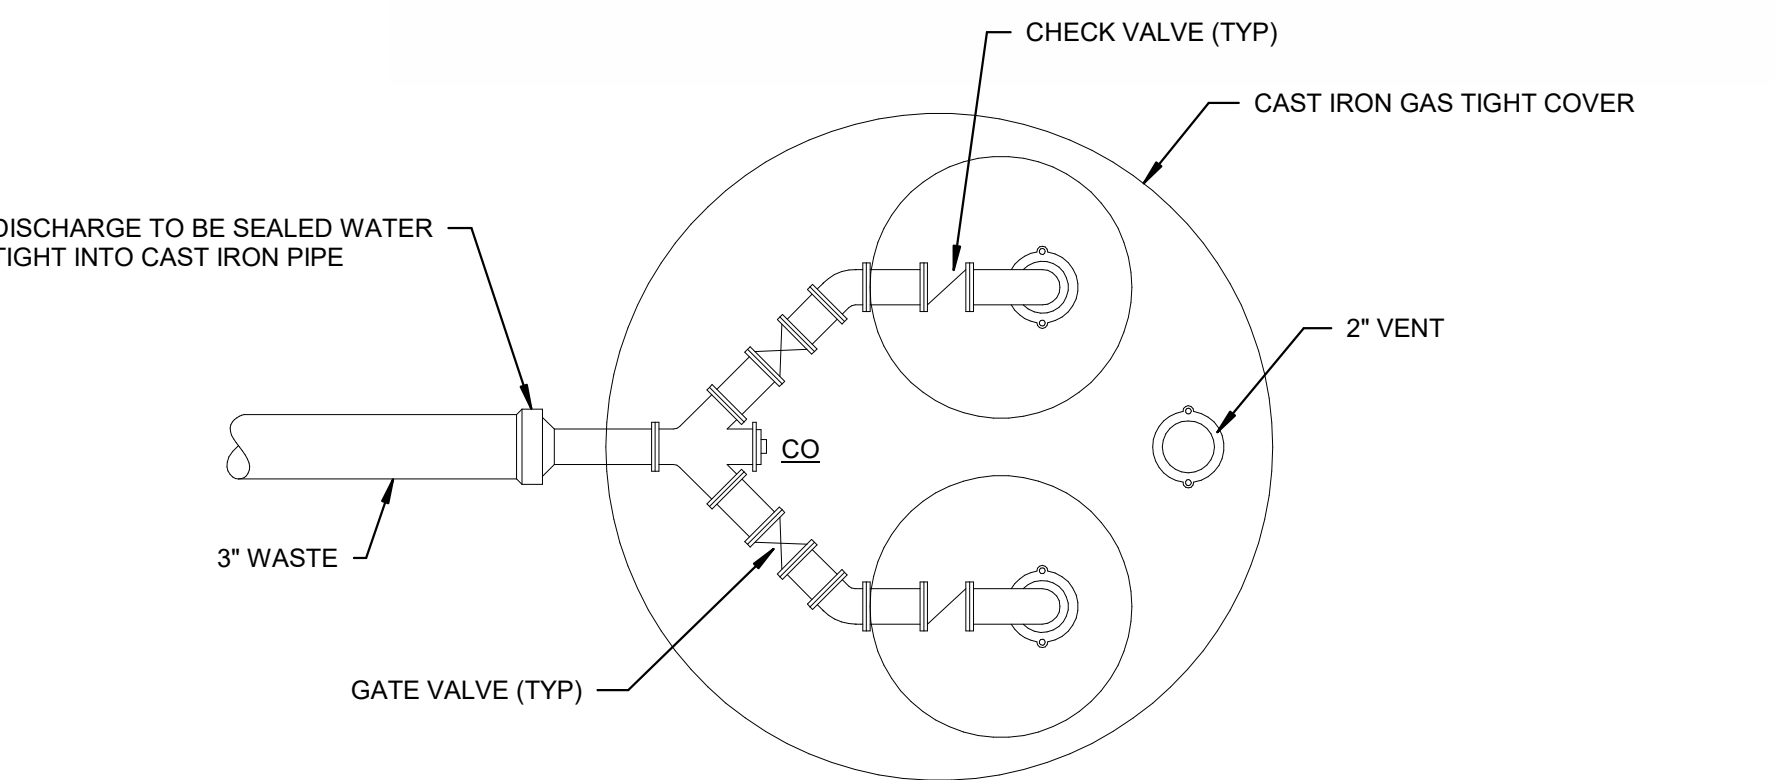 CHECK VALVE (TYP)
CAST IRON GAS TIGHT COVER
DISCHARGE TO BE SEALED WATER
TIGHT INTO CAST IRON PIPE
2" VENT
CO
3" WASTE
GATE VALVE (TYP)